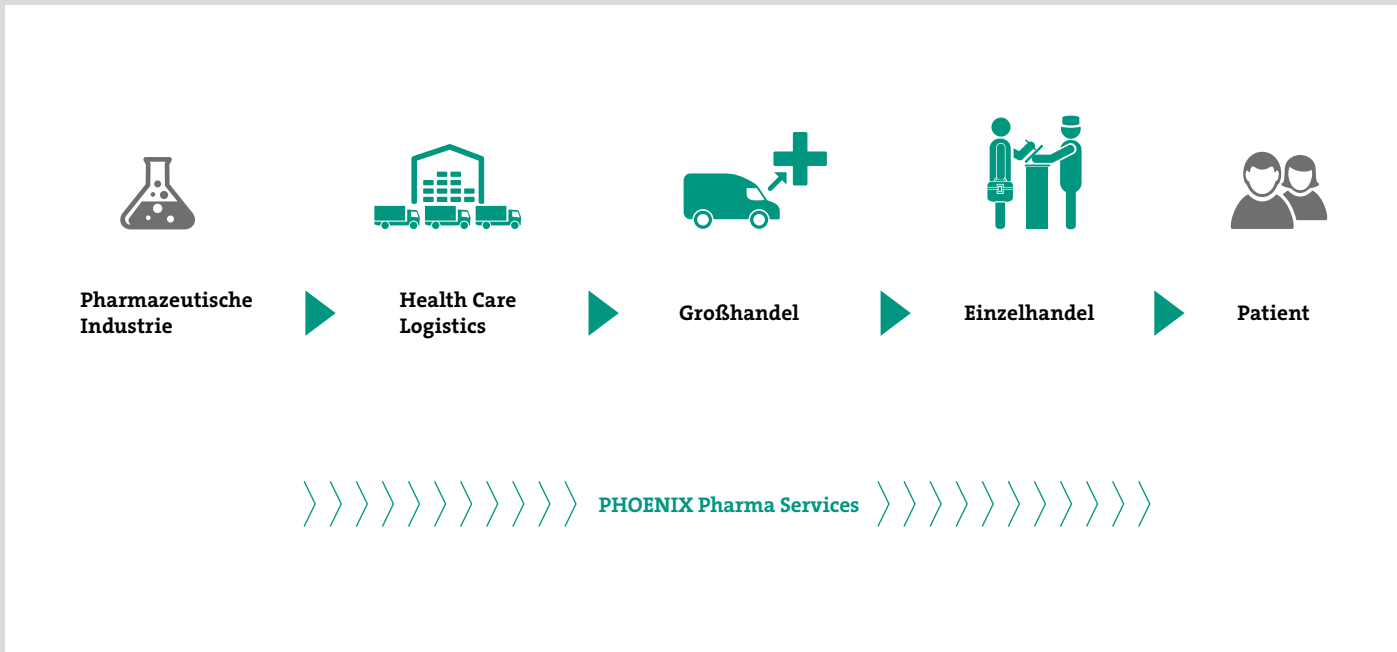 Pharmazeutische
Industrie
Health Care
Logistics
Großhandel
Einzelhandel
Patient
PHOENIX Pharma Services